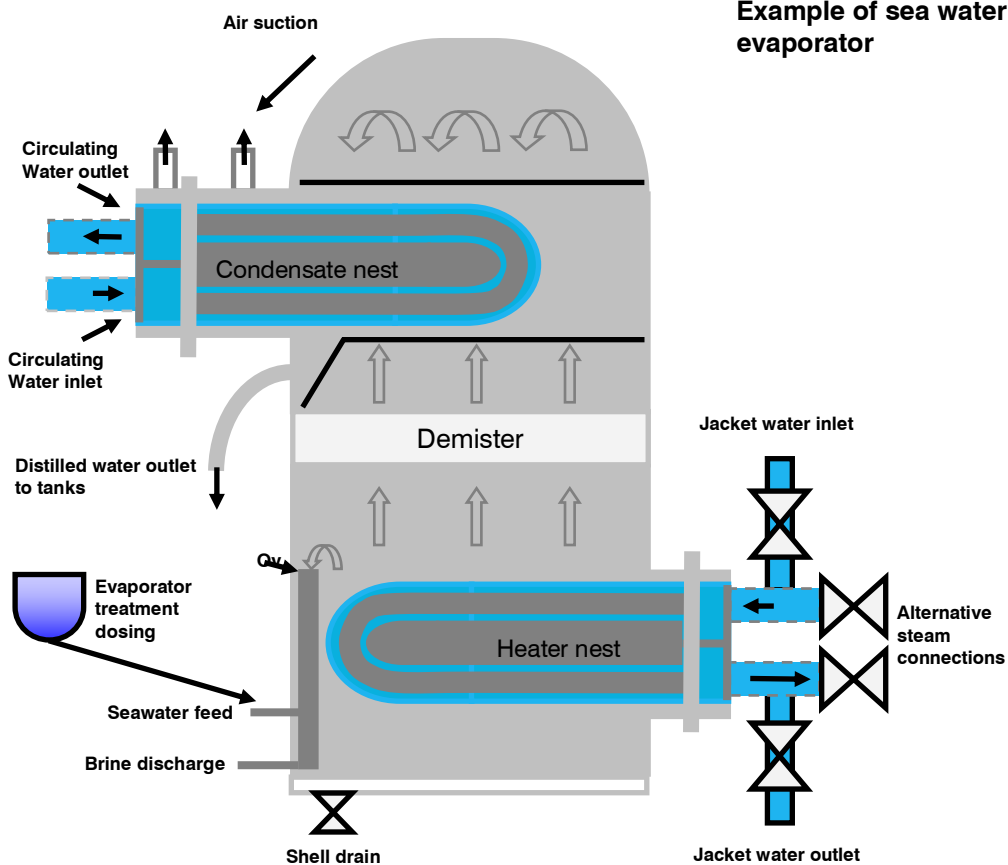 Example of sea water
evaporator
Air suction
Circulating
Water outlet
Condensate nest
Circulating
Water inlet
Demister
Jacket water inlet
Distilled water outlet
to tanks
Ov
Evaporator
treatment
dosing
Heater nest
Alternative
steam
connections
Seawater feed
Brine discharge
Shell drain
Jacket water outlet